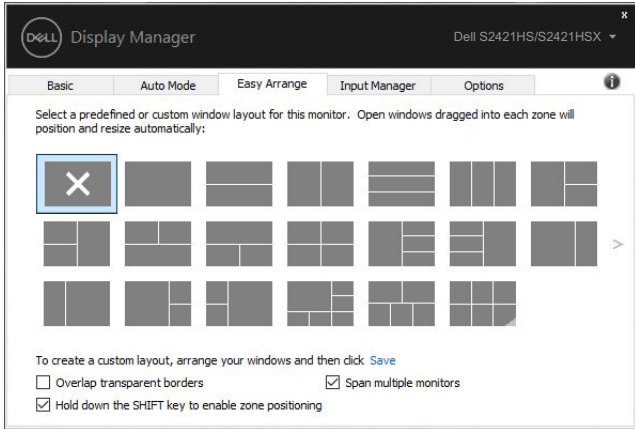 x
DELL Display Manager Dell S2421HS/S2421HSX
Basic Auto Mode Easy Arrange Input Manager Options
Select a predefined or custom window layout for this monitor. Open windows dragged into each zone will
position and resize automatically:
To create a custom layout, arrange your windows and then click Save
Overlap transparent borders Span multiple monitors
Hold down the SHIFT key to enable zone positioning